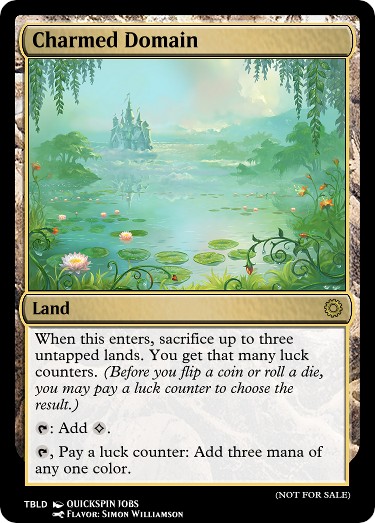 Charmed Domain
Land
When this enters, sacrifice up to three
untapped lands. You get that many luck
counters. (Before you flip a coin or roll a die,
you may pay a luck counter to choose the
result.)
: Add .
, Pay a luck counter: Add three mana of
any one color.
TBLD QUICKSPIN JOBS
Flavor: Simon Williamson
(NOT FOR SALE)